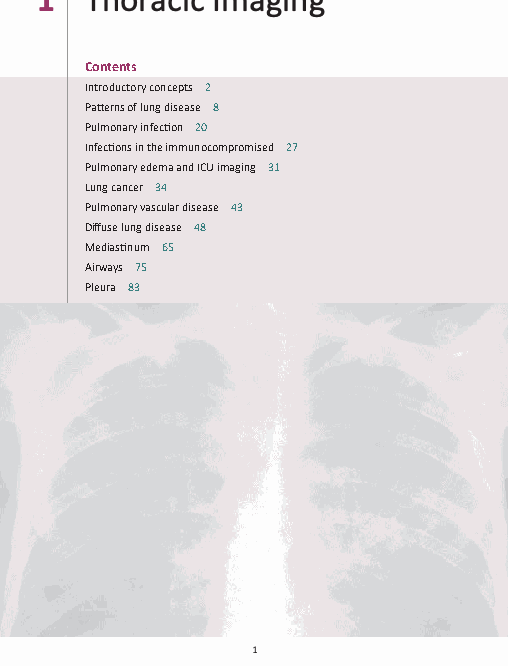 1 Thoracic Imaging
Contents
Introductory concepts 2
Patterns of lung disease 8
Pulmonary infection 20
Infections in the immunocompromised 27
Pulmonary edema and ICU imaging 31
Lung cancer 34
Pulmonary vascular disease 43
Diffuse lung disease 48
Mediastinum 65
Airways 75
Pleura 83
1